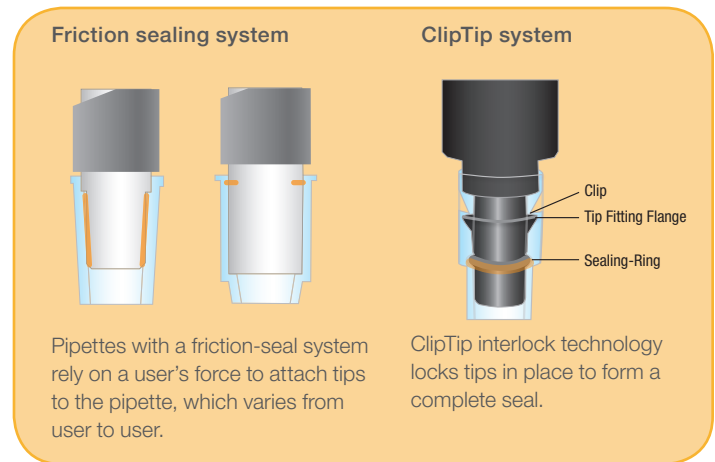 Friction sealing system
ClipTip system
Clip
Tip Fitting Flange
Sealing-Ring
Pipettes with a friction-seal system
rely on a user’s force to attach tips
to the pipette, which varies from
user to user.
ClipTip interlock technology
locks tips in place to form a
complete seal.